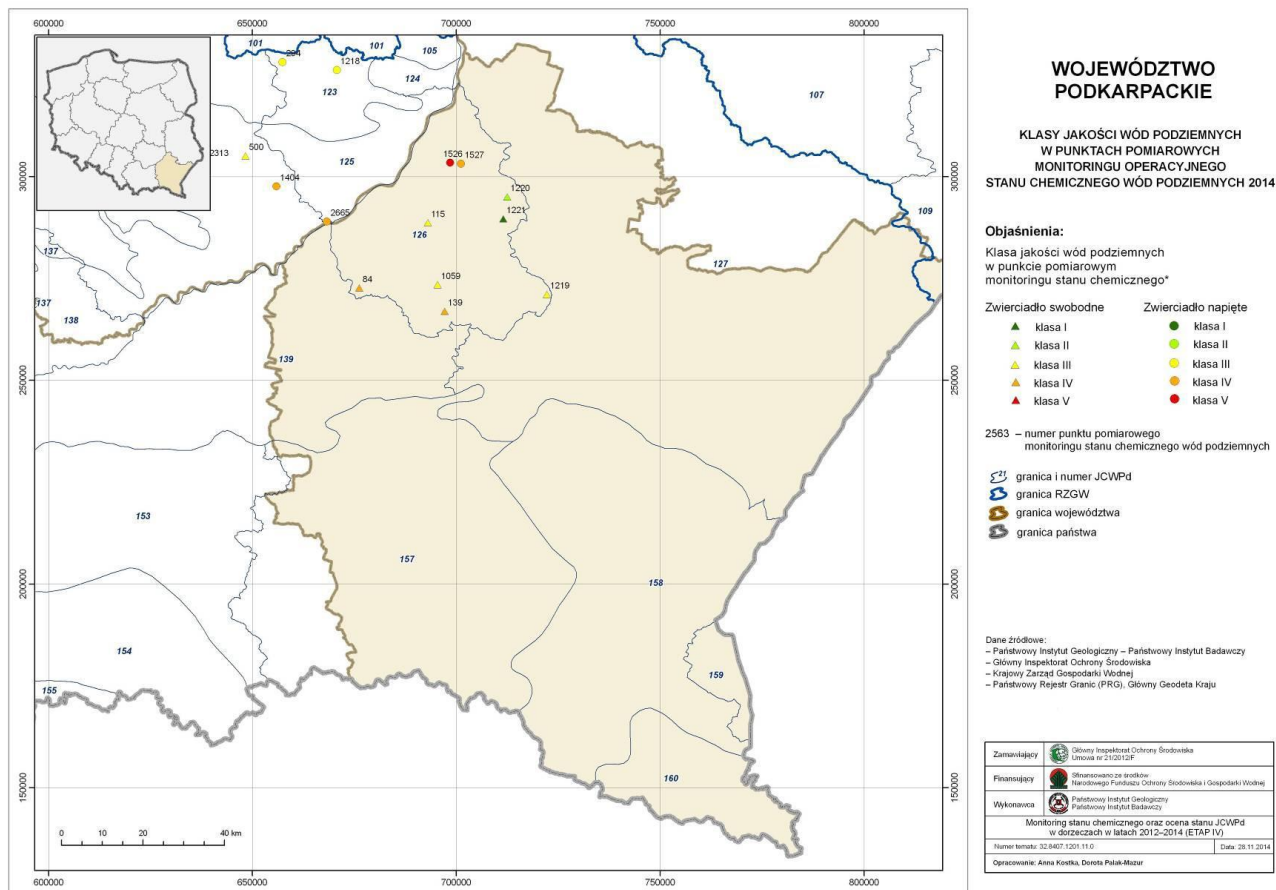 600000 650000 700000 750000 800000
300000
250000
200000
150000
300000
250000
200000
150000
600000 650000 700000 750000 800000
101
101
105
124
107
294
1218
123
2313
500
125
1404
1526
1527
1220
1221
2665
115
126
109
127
137
137
138
84
1059
139
1219
139
153
157
158
154
155
159
160
0 10 20 40 km
WOJEWÓDZTWO
PODKARPACKIE
KLASY JAKOŚCI WÓD PODZIEMNYCH
W PUNKTACH POMIAROWYCH
MONITORINGU OPERACYJNEGO
STANU CHEMICZNEGO WÓD PODZIEMNYCH 2014
Objaśnienia:
Klasa jakości wód podziemnych
w punkcie pomiarowym
monitoringu stanu chemicznego*
Zwierciadło swobodne Zwierciadło napięte
klasa I klasa I
klasa II klasa II
klasa III klasa III
klasa IV klasa IV
klasa V klasa V
2563 – numer punktu pomiarowego
monitoringu stanu chemicznego wód podziemnych
21 granica i numer JCWPd
granica RZGW
granica województwa
granica państwa
Dane źródłowe:
– Państwowy Instytut Geologiczny – Państwowy Instytut Badawczy
– Główny Inspektorat Ochrony Środowiska
– Krajowy Zarząd Gospodarki Wodnej
– Państwowy Rejestr Granic (PRG), Główny Geodeta Kraju
Zamawiający Główny Inspektorat Ochrony Środowiska
Umowa nr 21/2012/F
Finansujący Sfinansowano ze środków
Narodowego Funduszu Ochrony Środowiska i Gospodarki Wodnej
Wykonawca Państwowy Instytut Geologiczny
Państwowy Instytut Badawczy
Monitoring stanu chemicznego oraz ocena stanu JCWPd
w dorzeczach w latach 2012–2014 (ETAP IV)
Numer tematu: 32.8407.1201.11.0 Data: 28.11.2014
Opracowanie: Anna Kostka, Dorota Palak-Mazur